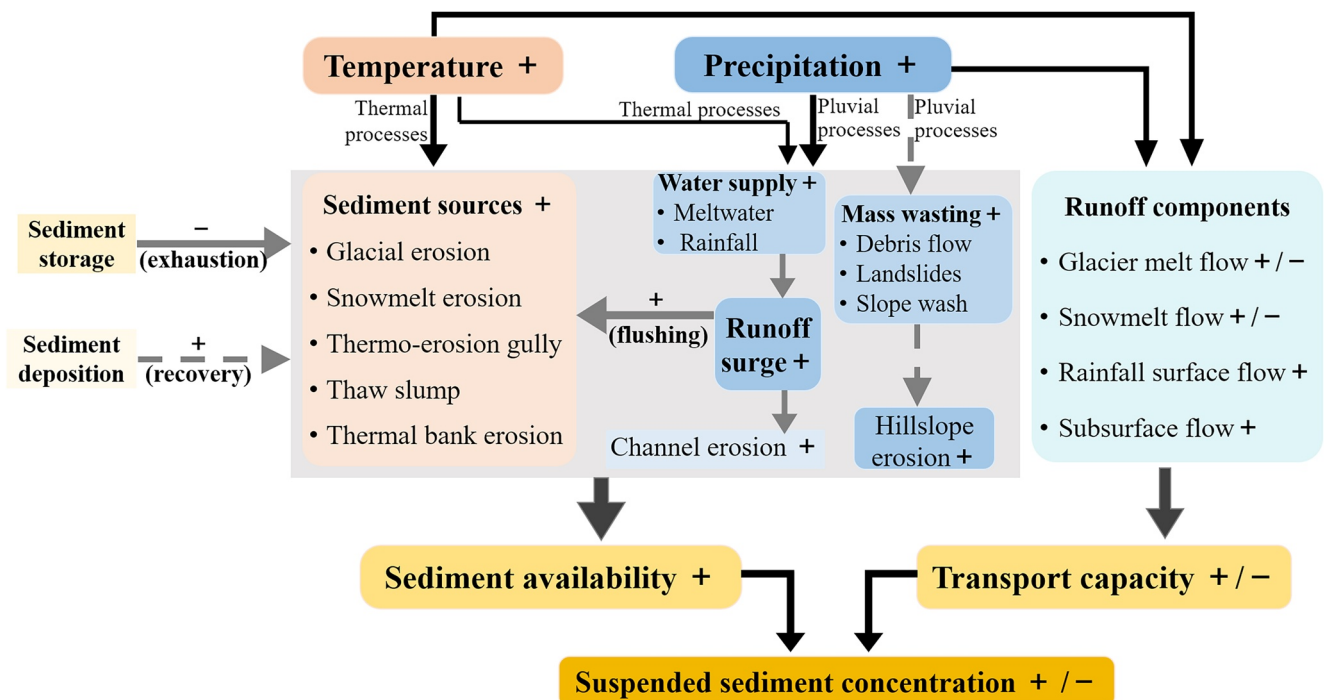 Temperature +
Precipitation +
Thermal
processes
Thermal processes
Pluvial
processes
Pluvial
processes
Sediment
storage
−
(exhaustion)
Sediment
deposition
+
(recovery)
Sediment sources +
• Glacial erosion
• Snowmelt erosion
• Thermo-erosion gully
• Thaw slump
• Thermal bank erosion
+
(flushing)
Water supply +
• Meltwater
• Rainfall
Runoff
surge +
Channel erosion +
Mass wasting +
• Debris flow
• Landslides
• Slope wash
Hillslope
erosion +
Runoff components
• Glacier melt flow + / −
• Snowmelt flow + / −
• Rainfall surface flow +
• Subsurface flow +
Sediment availability +
Transport capacity + / −
Suspended sediment concentration + / −